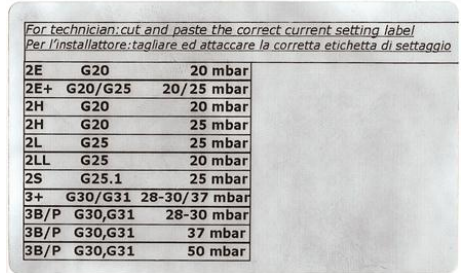 For technician:cut and paste the correct current setting label
Per l'installattore:tagliare ed attaccare la corretta etichetta di settaggio
2E G20 20 mbar
2E+ G20/G25 20/25 mbar
2H G20 20 mbar
2H G20 25 mbar
2L G25 25 mbar
2LL G25 20 mbar
2S G25.1 25 mbar
3+ G30/G31 28-30/37 mbar
3B/P G30,G31 28-30 mbar
3B/P G30,G31 37 mbar
3B/P G30,G31 50 mbar